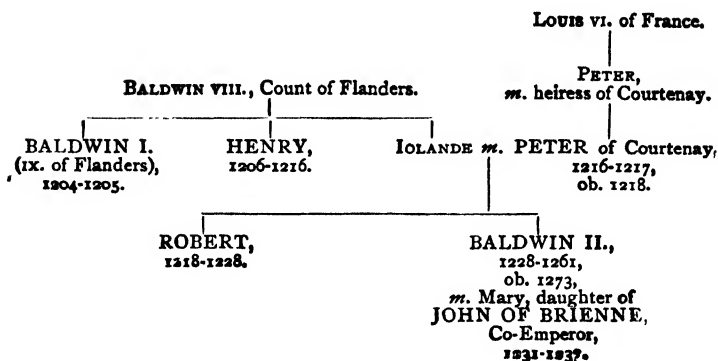 Louis vi. of France.
Peter,
m. heiress of Courtenay.
Baldwin viii., Count of Flanders.
BALDWIN I.
(ix. of Flanders),
1204-1205.
HENRY,
1206-1216.
Iolande m. PETER of Courtenay,
1216-1217,
ob. 1218.
ROBERT,
1218-1228.
BALDWIN II.,
1228-1261,
ob. 1273,
m. Mary, daughter of
JOHN OF BRIENNE,
Co-Emperor,
1231-1237.